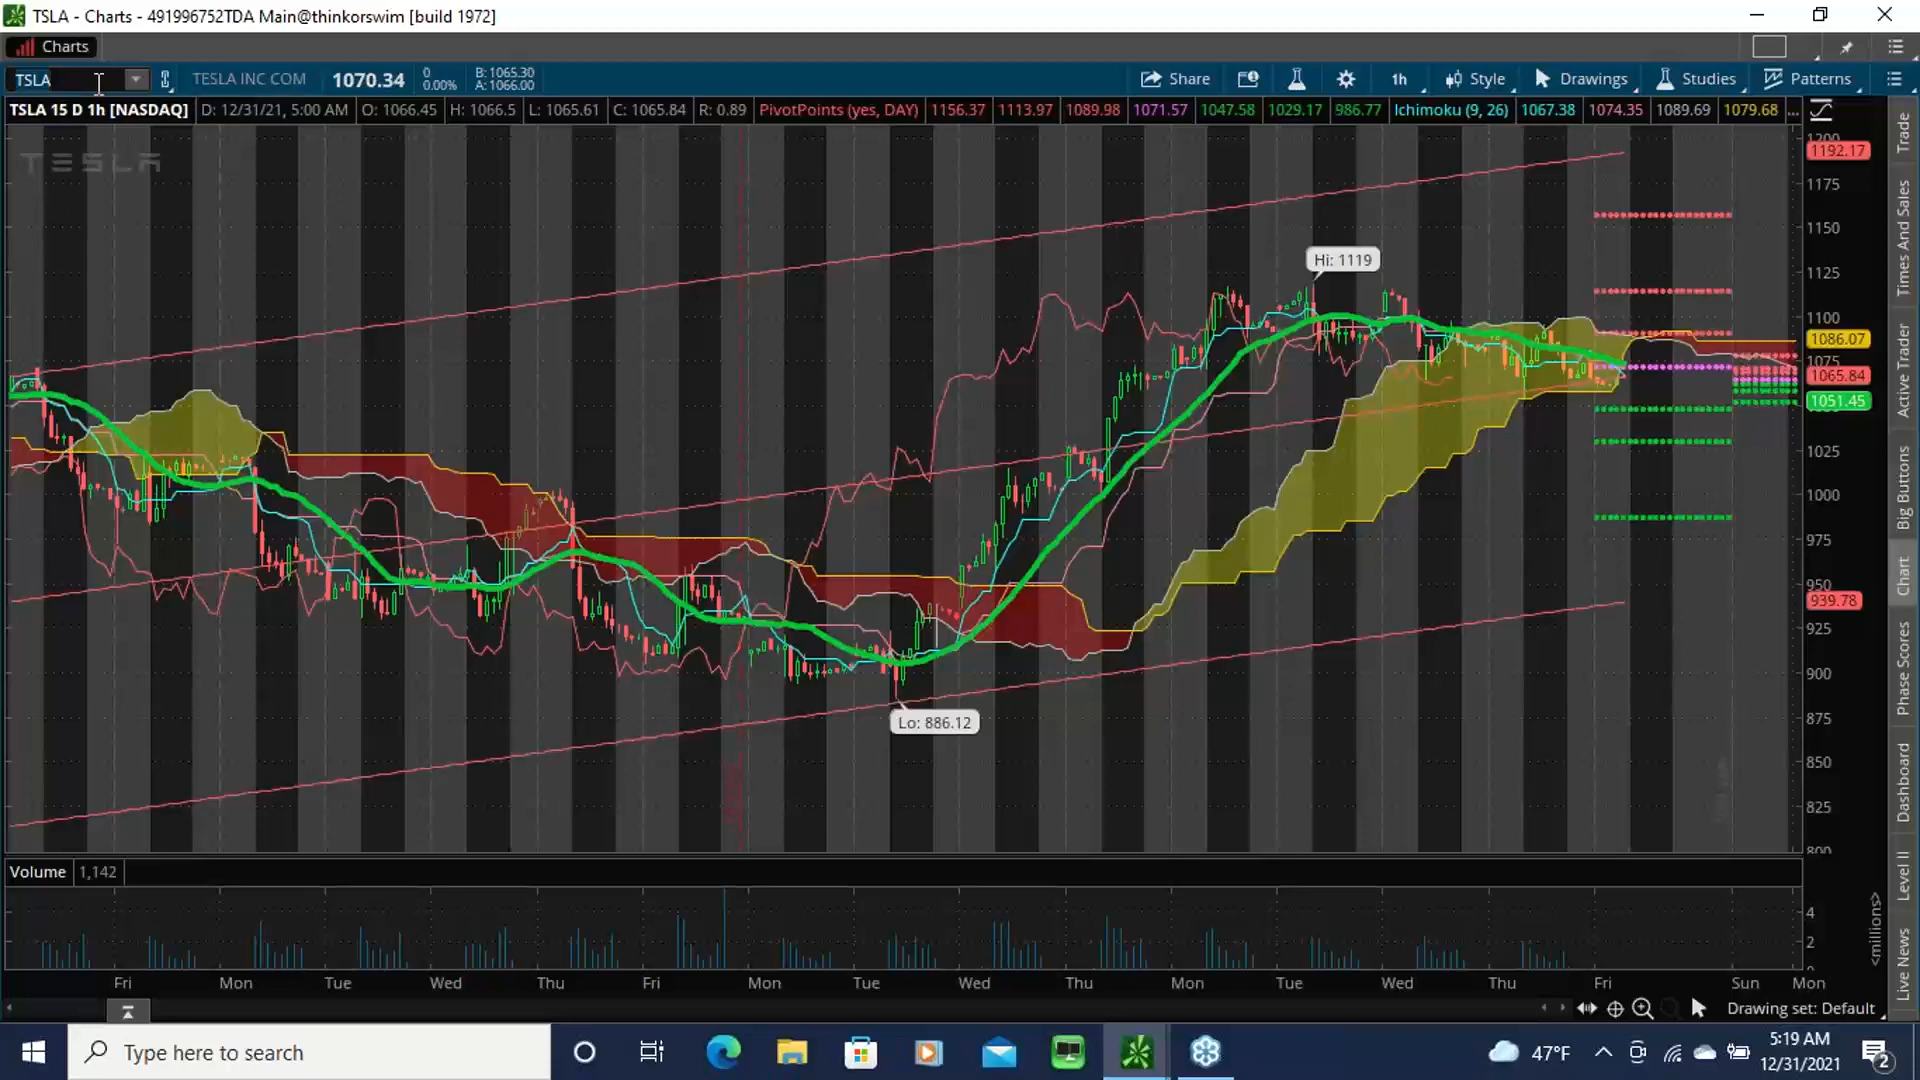 TSLA - Charts - 491996752TDA Main@thinkorswim [build 1972]
Charts
TSLA TESLA INC COM 1070.34 0 0.00% B: 1065.30 A: 1066.00 Share 1h Style Drawings Studies Patterns
TSLA 15 D 1h [NASDAQ] D: 12/31/21, 5:00 AM O: 1066.45 H: 1066.5 L: 1065.61 C: 1065.84 R: 0.89 PivotPoints (yes, DAY) 1156.37 1113.97 1089.98 1071.57 1047.58 1029.17 986.77 Ichimoku (9, 26) 1067.38 1074.35 1089.69 1079.68 ...
TESLA
Hi: 1119
Lo: 886.12
1200
1192.17
1175
1150
1125
1100
1086.07
1075
1065.84
1051.45
1025
1000
975
950
939.78
925
900
875
850
825
800
Trade
Times And Sales
Active Trader
Big Buttons
Chart
Phase Scores
Dashboard
Level II
Live News
Volume 1,142
4
2
0
<millions>
Fri Mon Tue Wed Thu Fri Mon Tue Wed Thu Mon Tue Wed Thu Fri Sun Mon
Drawing set: Default
Type here to search
47°F
5:19 AM
12/31/2021
2